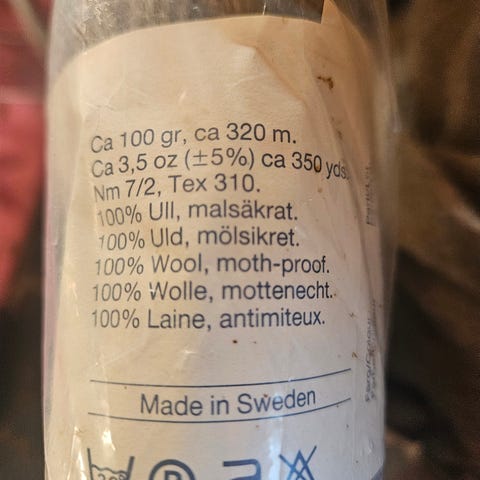 Ca 100 gr, ca 320 m.
Ca 3,5 oz (±5%) ca 350 yds.
Nm 7/2, Tex 310.
100% Ull, malsäkrat.
100% Uld, mölsikret.
100% Wool, moth-proof.
100% Wolle, mottenecht.
100% Laine, antimiteux.
Made in Sweden
P